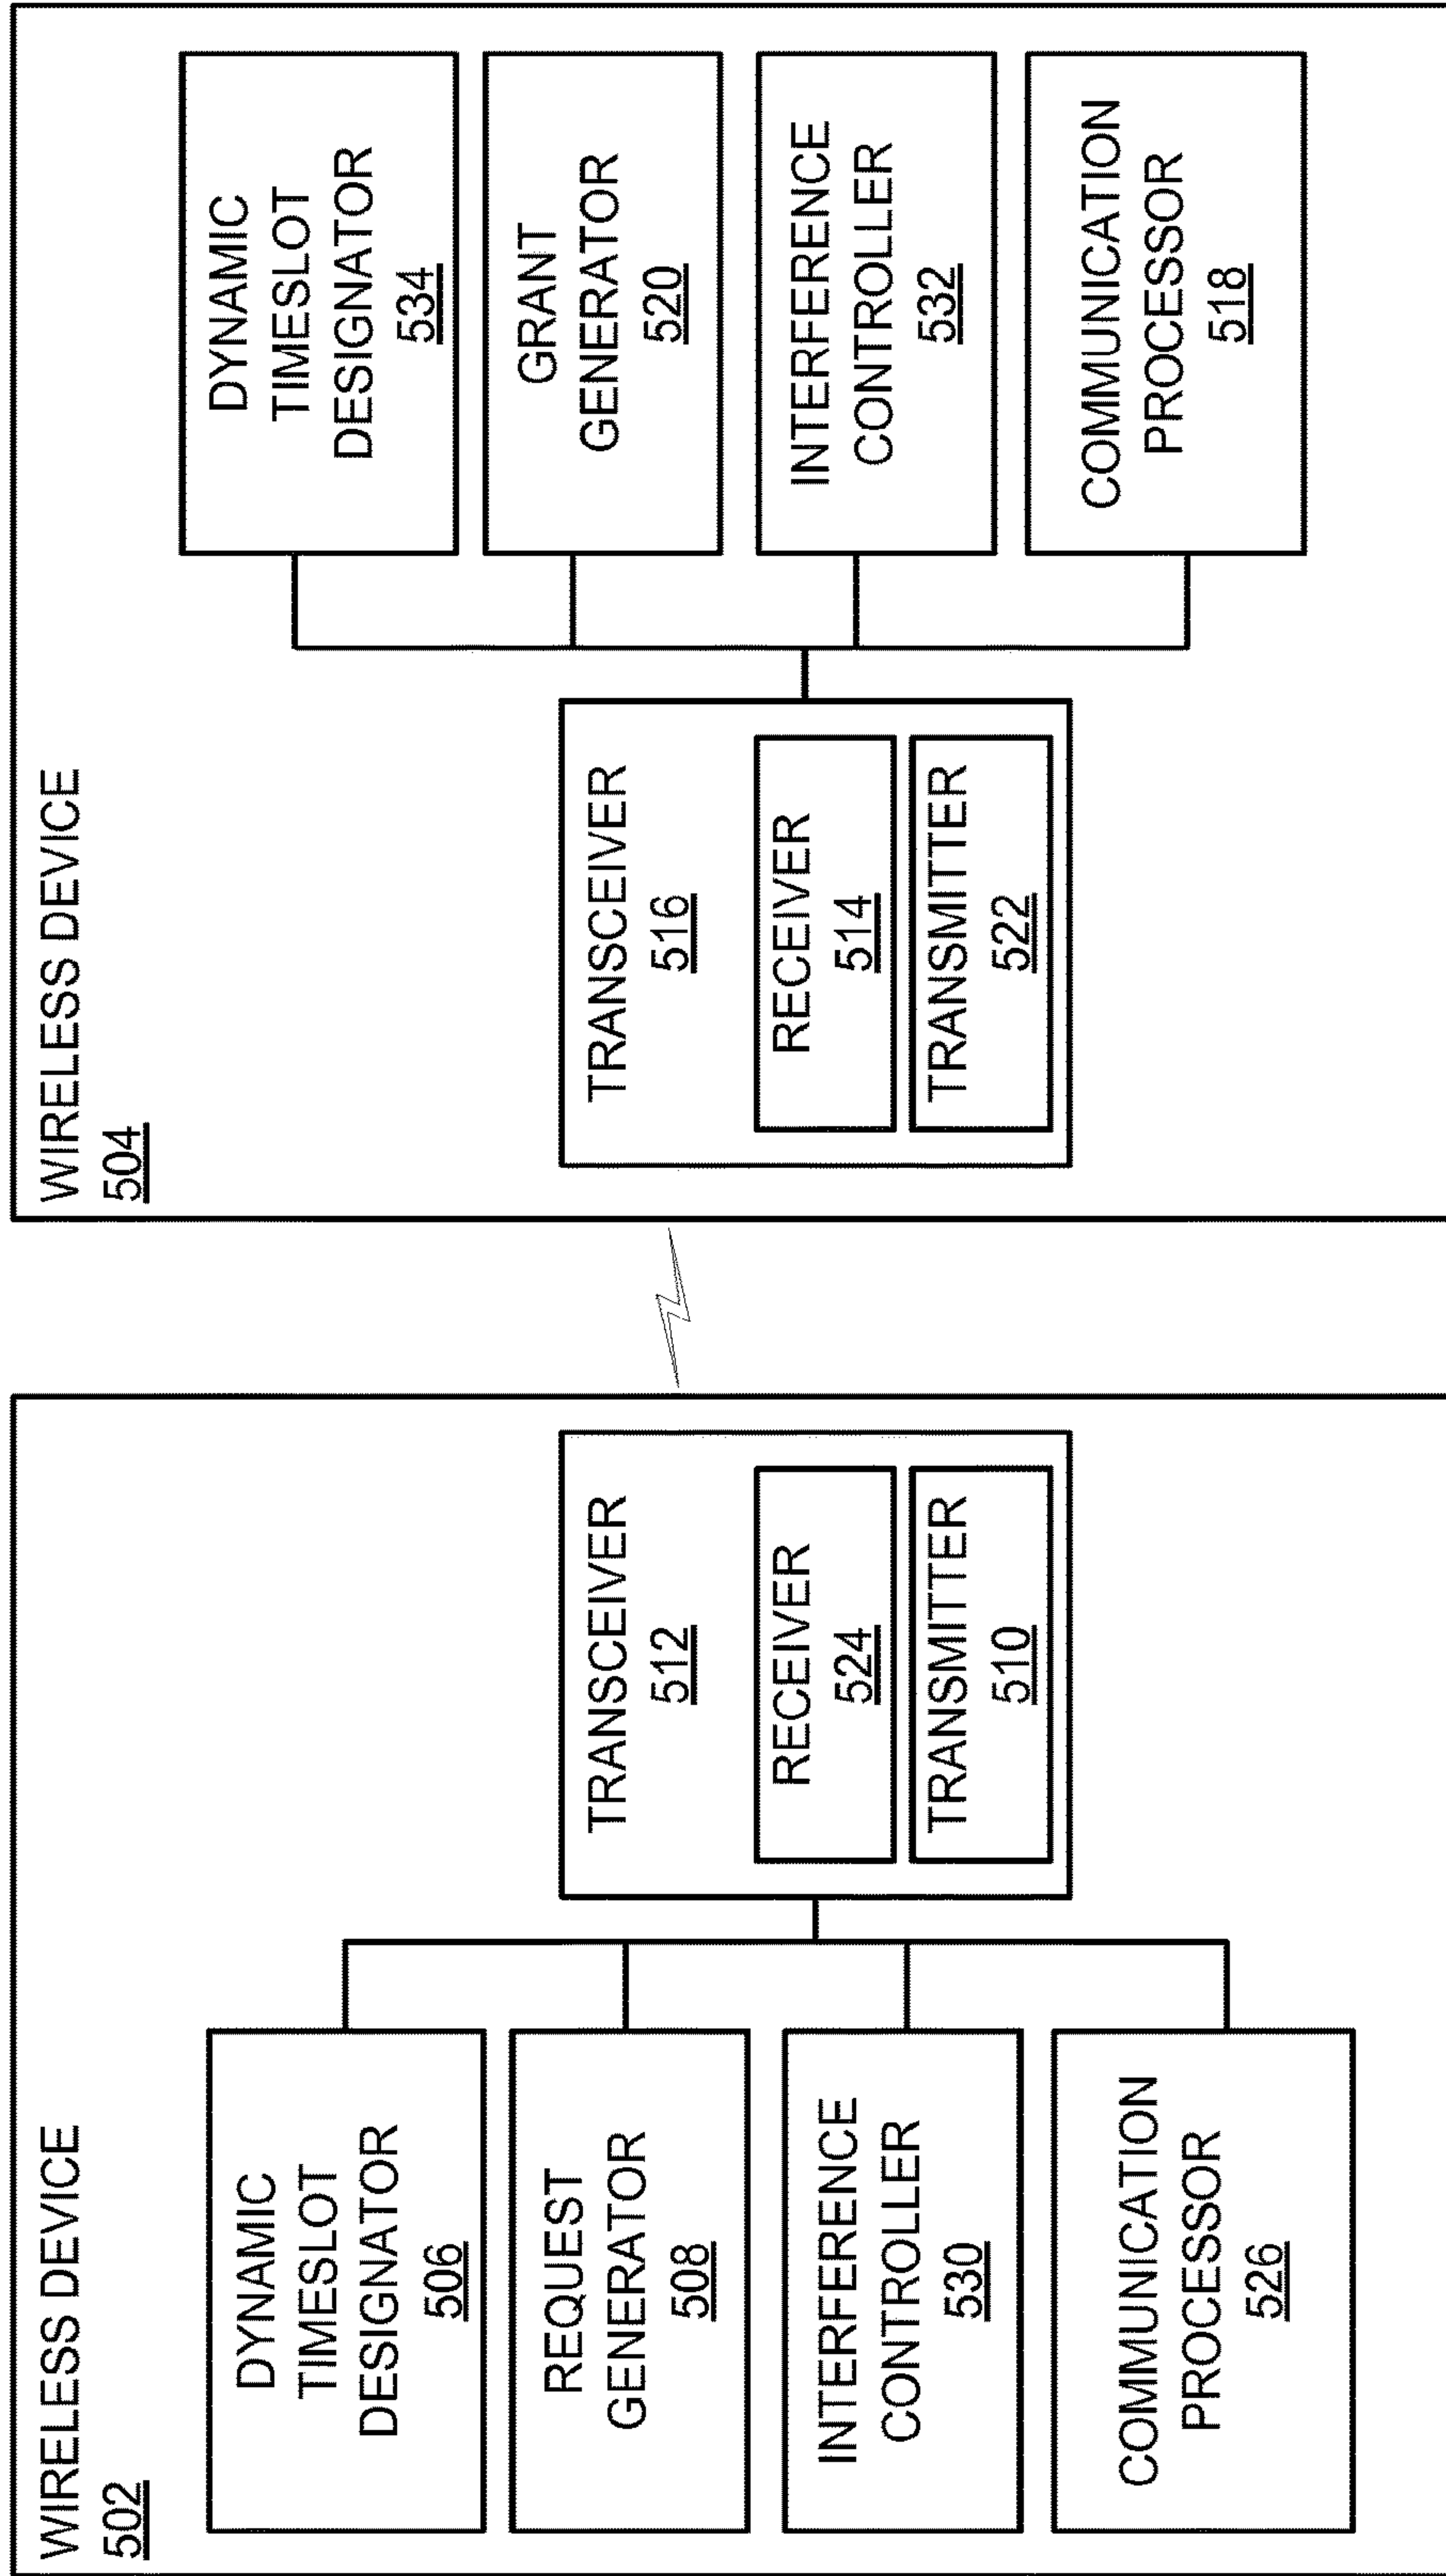 WIRELESS DEVICE
502
DYNAMIC
TIMESLOT
DESIGNATOR
506
REQUEST
GENERATOR
508
INTERFERENCE
CONTROLLER
530
COMMUNICATION
PROCESSOR
526
TRANSCEIVER
512
RECEIVER
524
TRANSMITTER
510
WIRELESS DEVICE
504
TRANSCEIVER
516
RECEIVER
514
TRANSMITTER
522
DYNAMIC
TIMESLOT
DESIGNATOR
534
GRANT
GENERATOR
520
INTERFERENCE
CONTROLLER
532
COMMUNICATION
PROCESSOR
518